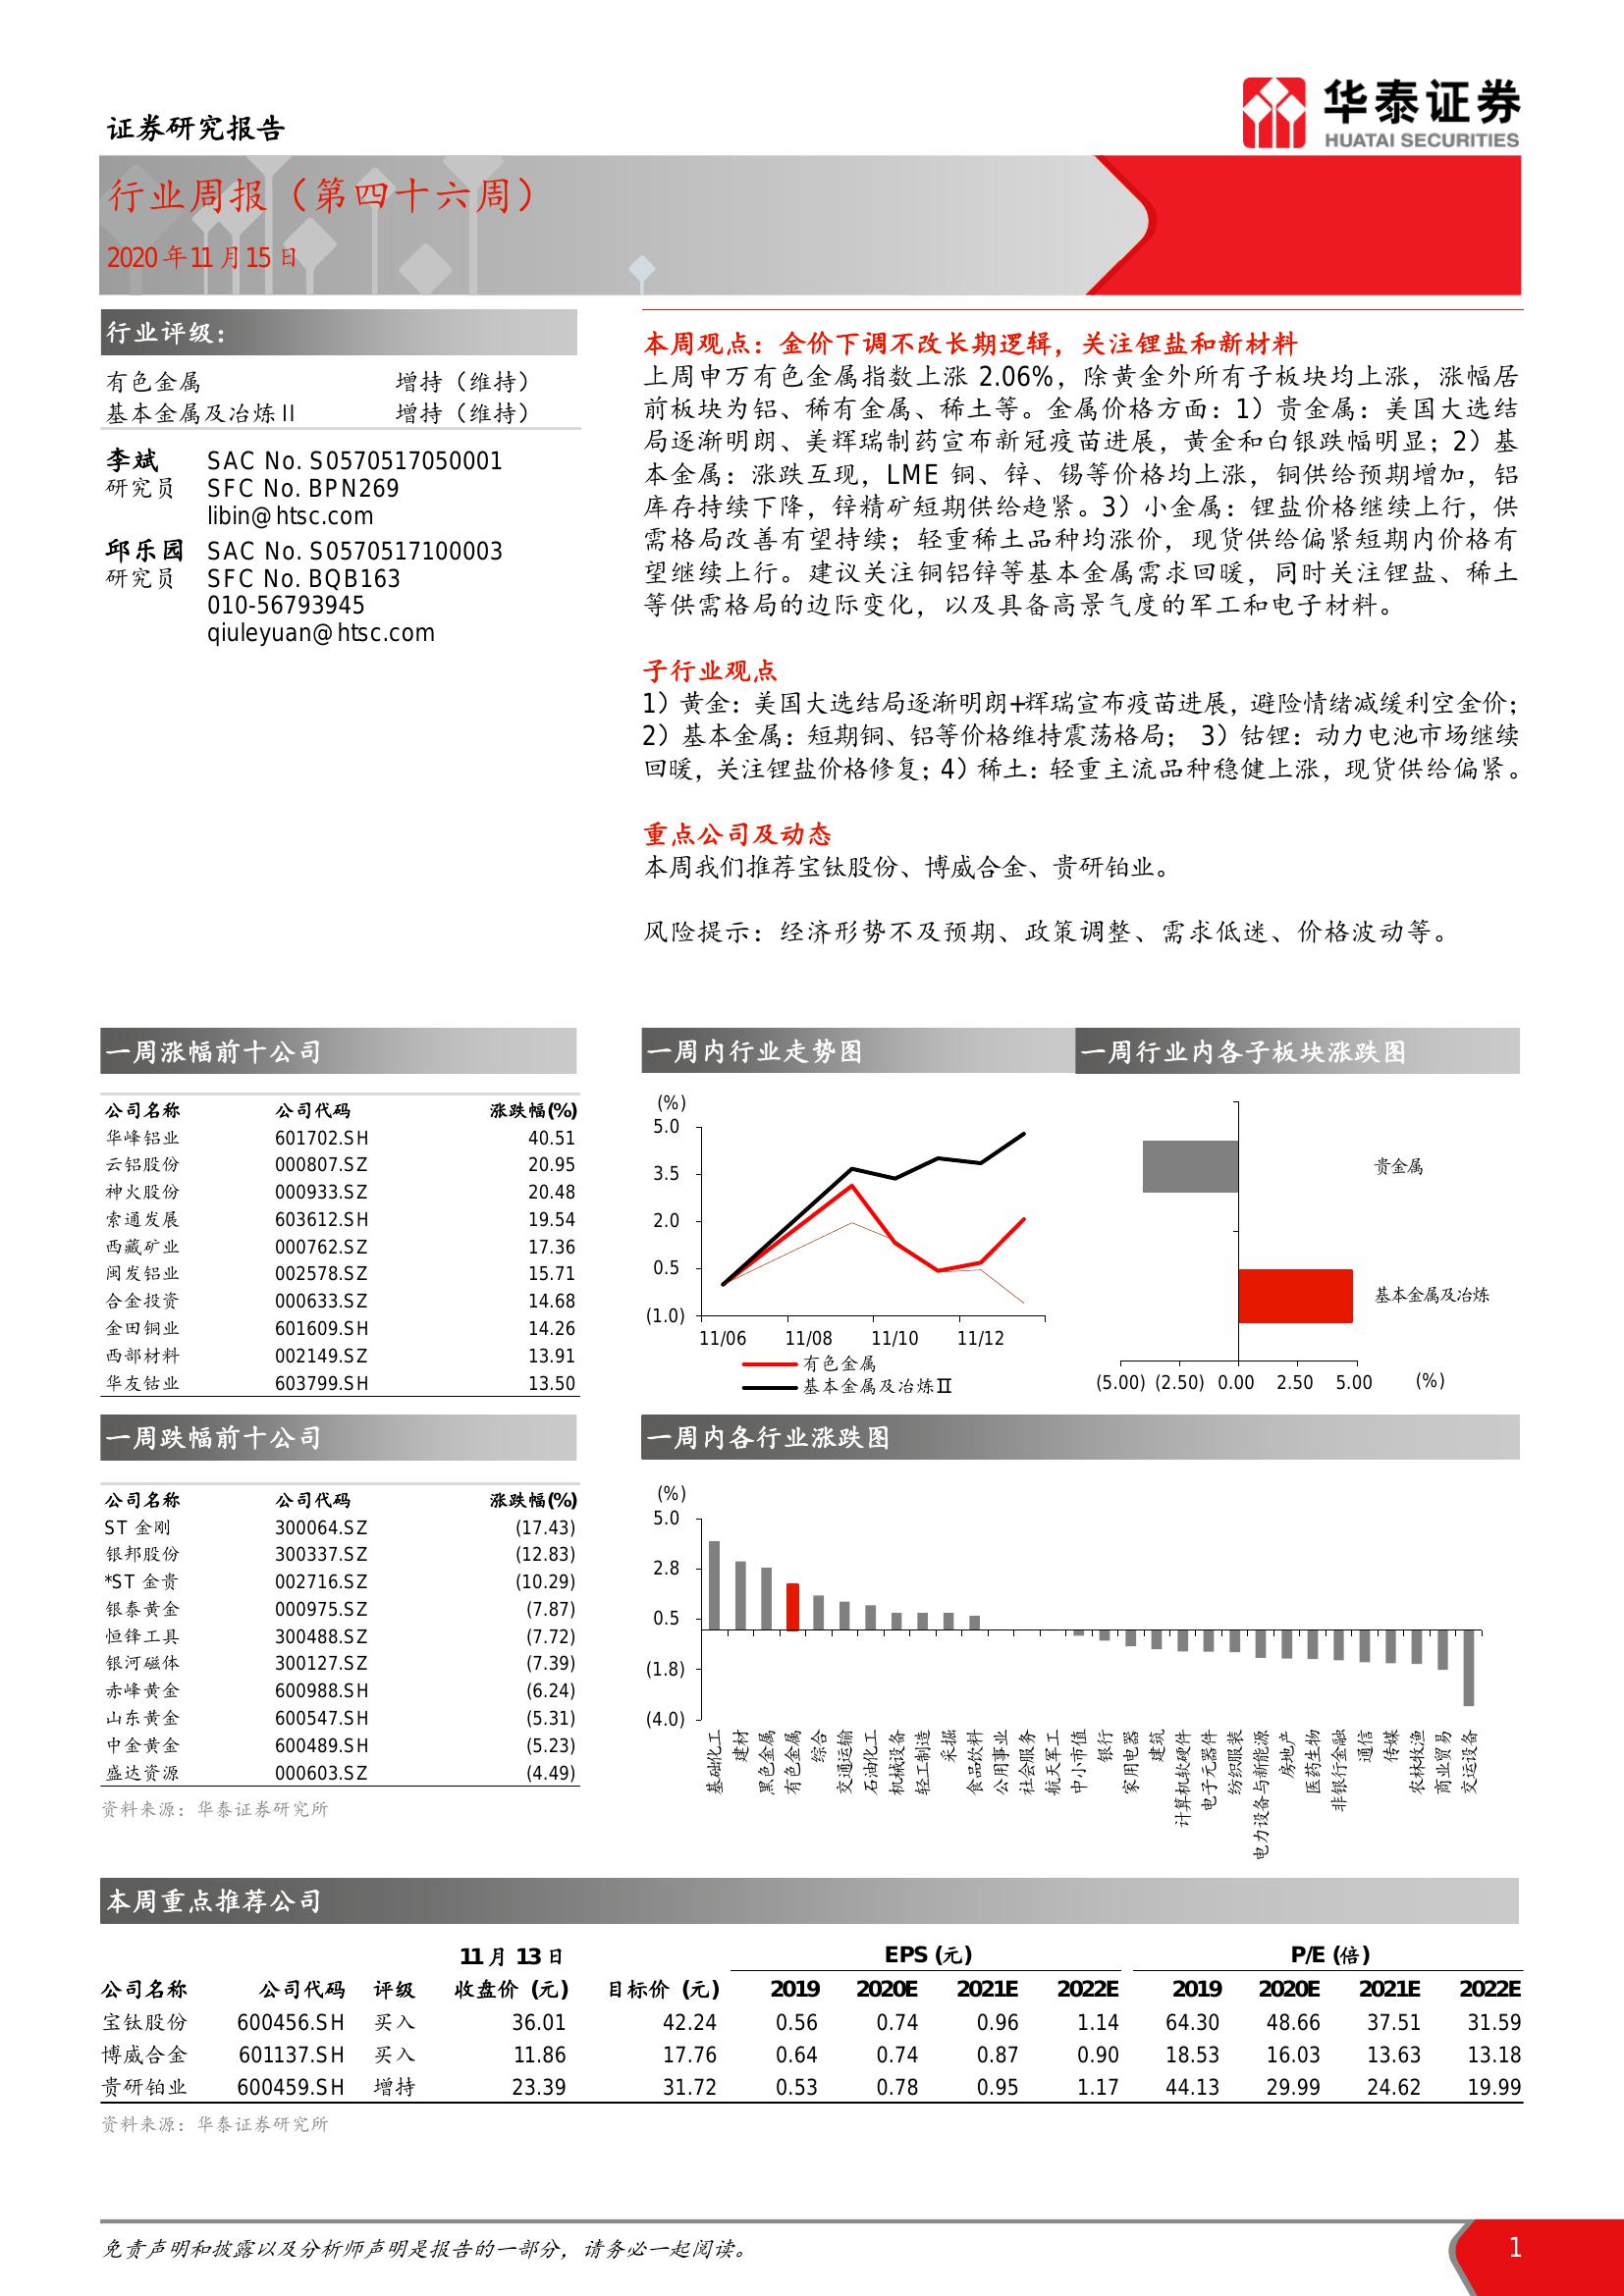 证券研究报告
华泰证券
HUATAI SECURITIES
行业周报（第四十六周）
2020年11月15日
行业评级：
有色金属 增持（维持）
基本金属及冶炼II 增持（维持）
李斌 SAC No. S0570517050001
研究员 SFC No. BPN269
libin@htsc.com
邱乐园 SAC No. S0570517100003
研究员 SFC No. BQB163
010-56793945
qiuleyuan@htsc.com
本周观点：金价下调不改长期逻辑，关注锂盐和新材料
上周申万有色金属指数上涨 2.06%，除黄金外所有子板块均上涨，涨幅居
前板块为铝、稀有金属、稀土等。金属价格方面：1）贵金属：美国大选结
局逐渐明朗、美辉瑞制药宣布新冠疫苗进展，黄金和白银跌幅明显；2）基
本金属：涨跌互现，LME 铜、锌、锡等价格均上涨，铜供给预期增加，铝
库存持续下降，锌精矿短期供给趋紧。3）小金属：锂盐价格继续上行，供
需格局改善有望持续；轻重稀土品种均涨价，现货供给偏紧短期内价格有
望继续上行。建议关注铜铝锌等基本金属需求回暖，同时关注锂盐、稀土
等供需格局的边际变化，以及具备高景气度的军工和电子材料。
子行业观点
1）黄金：美国大选结局逐渐明朗+辉瑞宣布疫苗进展，避险情绪减缓利空金价；
2）基本金属：短期铜、铝等价格维持震荡格局； 3）钴锂：动力电池市场继续
回暖，关注锂盐价格修复；4）稀土：轻重主流品种稳健上涨，现货供给偏紧。
重点公司及动态
本周我们推荐宝钛股份、博威合金、贵研铂业。
风险提示：经济形势不及预期、政策调整、需求低迷、价格波动等。
一周涨幅前十公司
公司名称 公司代码 涨跌幅(%)
华峰铝业 601702.SH 40.51
云铝股份 000807.SZ 20.95
神火股份 000933.SZ 20.48
索通发展 603612.SH 19.54
西藏矿业 000762.SZ 17.36
闽发铝业 002578.SZ 15.71
合金投资 000633.SZ 14.68
金田铜业 601609.SH 14.26
西部材料 002149.SZ 13.91
华友钴业 603799.SH 13.50
一周跌幅前十公司
公司名称 公司代码 涨跌幅(%)
ST 金刚 300064.SZ (17.43)
银邦股份 300337.SZ (12.83)
*ST 金贵 002716.SZ (10.29)
银泰黄金 000975.SZ (7.87)
恒锋工具 300488.SZ (7.72)
银河磁体 300127.SZ (7.39)
赤峰黄金 600988.SH (6.24)
山东黄金 600547.SH (5.31)
中金黄金 600489.SH (5.23)
盛达资源 000603.SZ (4.49)
资料来源：华泰证券研究所
一周内行业走势图
(%)
5.0
3.5
2.0
0.5
(1.0)
11/06 11/08 11/10 11/12
有色金属
基本金属及冶炼Ⅱ
一周行业内各子板块涨跌图
贵金属
基本金属及冶炼
(5.00) (2.50) 0.00 2.50 5.00 (%)
一周内各行业涨跌图
(%)
5.0
2.8
0.5
(1.8)
(4.0)
基础化工
建材
黑色金属
有色金属
综合
交通运输
石油化工
机械设备
轻工制造
采掘
食品饮料
公用事业
社会服务
航天军工
中小市值
银行
家用电器
建筑
计算机软硬件
电子元器件
纺织服装
电力设备与新能源
房地产
医药生物
非银行金融
通信
传媒
农林牧渔
商业贸易
交运设备
本周重点推荐公司
11 月 13 日 EPS (元) P/E (倍)
公司名称 公司代码 评级 收盘价 (元) 目标价 (元) 2019 2020E 2021E 2022E 2019 2020E 2021E 2022E
宝钛股份 600456.SH 买入 36.01 42.24 0.56 0.74 0.96 1.14 64.30 48.66 37.51 31.59
博威合金 601137.SH 买入 11.86 17.76 0.64 0.74 0.87 0.90 18.53 16.03 13.63 13.18
贵研铂业 600459.SH 增持 23.39 31.72 0.53 0.78 0.95 1.17 44.13 29.99 24.62 19.99
资料来源：华泰证券研究所
免责声明和披露以及分析师声明是报告的一部分，请务必一起阅读。 1